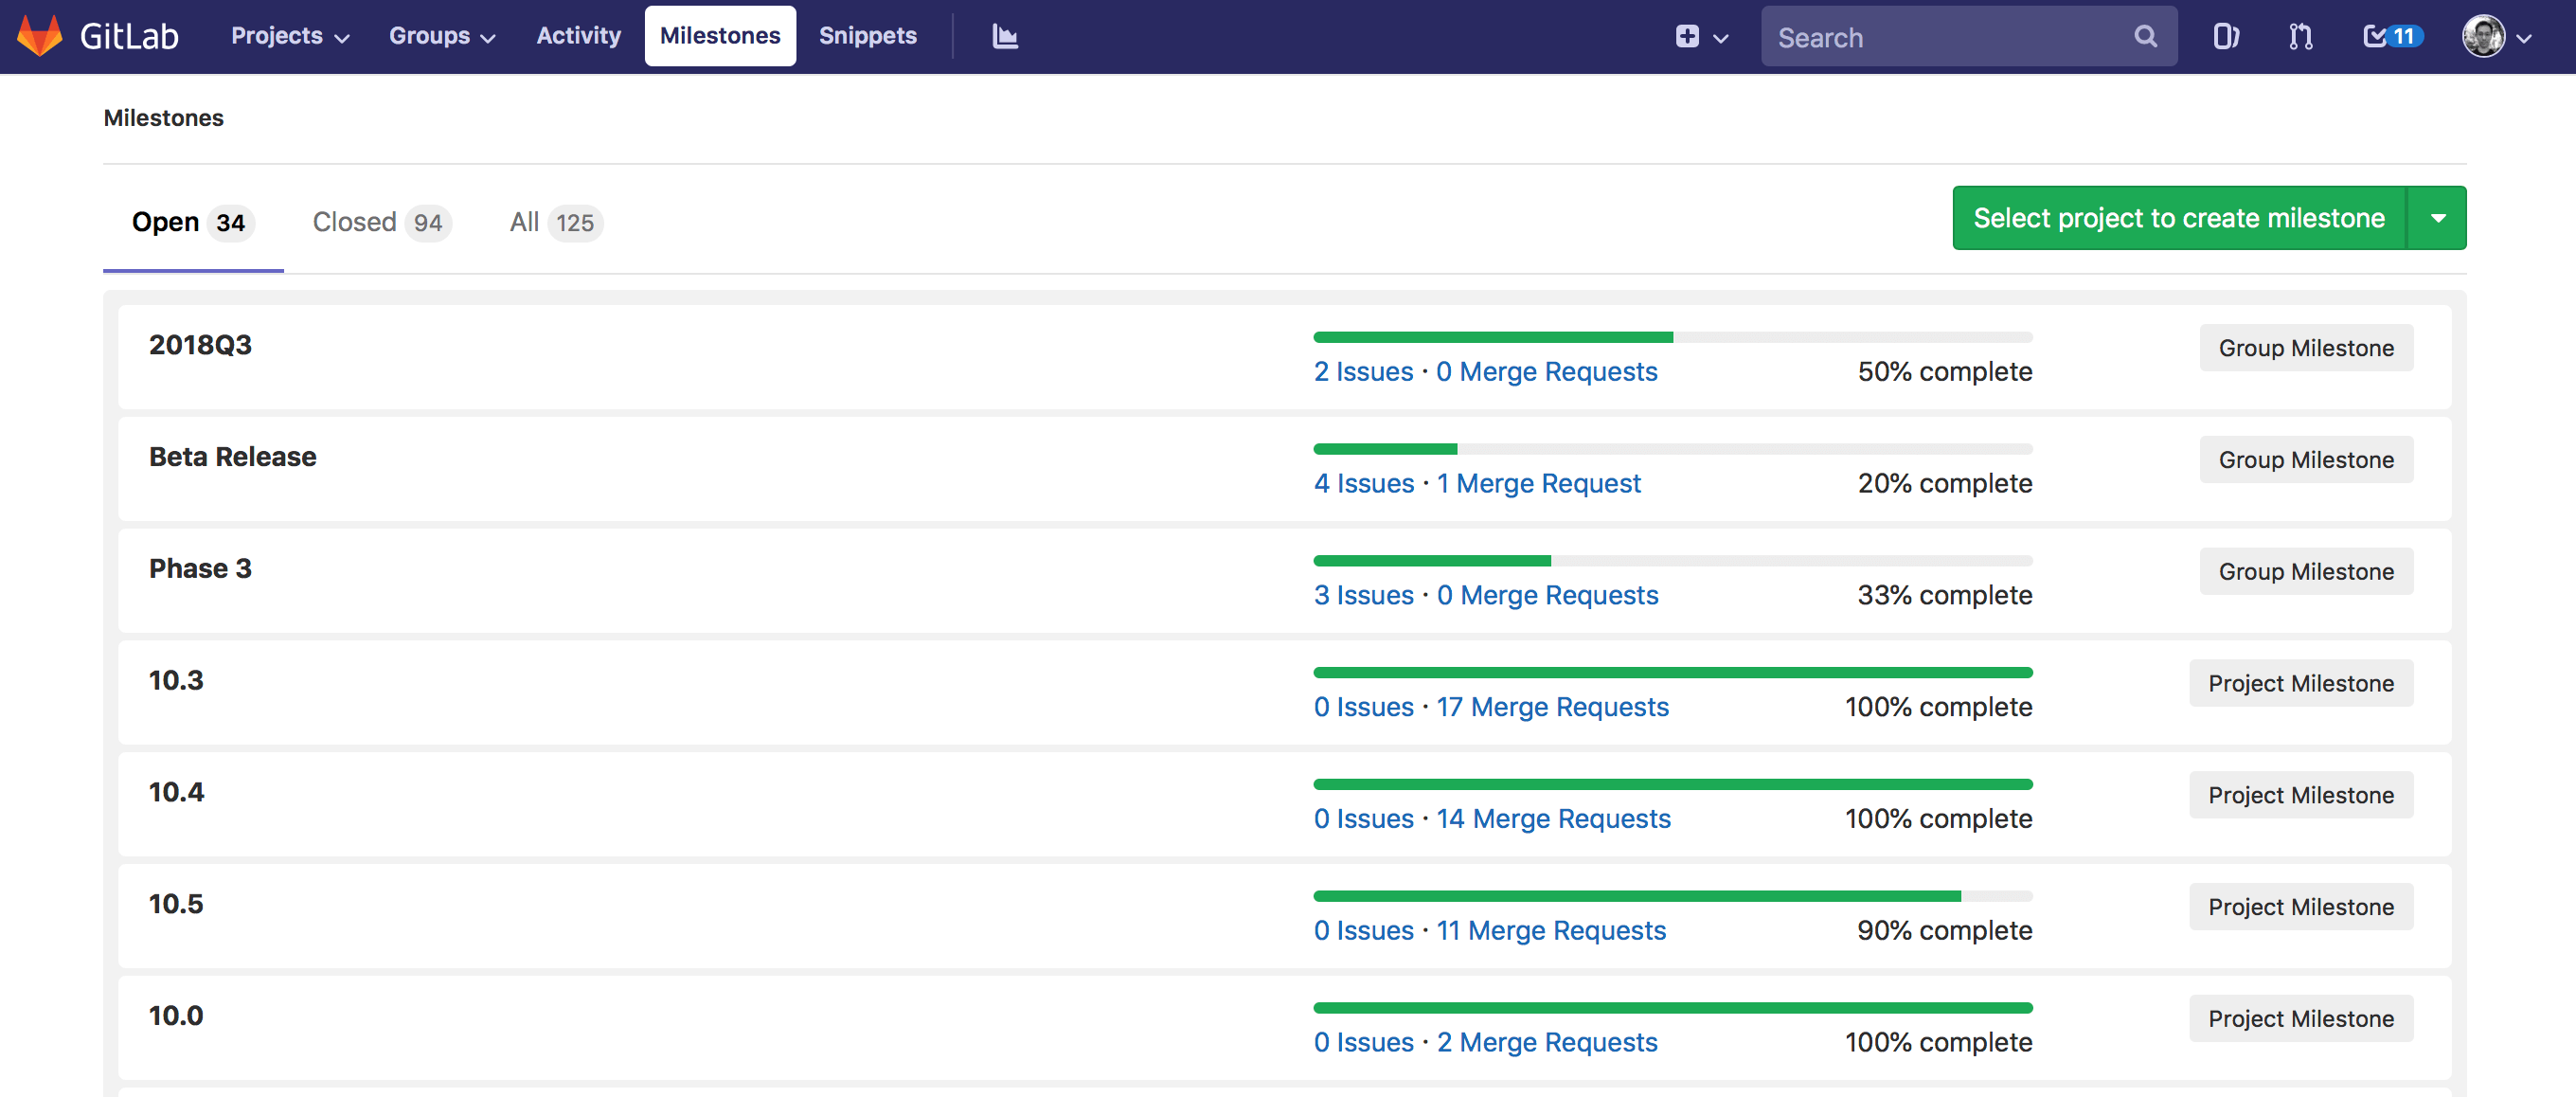 GitLab Projects Groups Activity Milestones Snippets Search 11
Milestones
Open 34 Closed 94 All 125 Select project to create milestone
2018Q3 Group Milestone
2 Issues · 0 Merge Requests 50% complete
Beta Release Group Milestone
4 Issues · 1 Merge Request 20% complete
Phase 3 Group Milestone
3 Issues · 0 Merge Requests 33% complete
10.3 Project Milestone
0 Issues · 17 Merge Requests 100% complete
10.4 Project Milestone
0 Issues · 14 Merge Requests 100% complete
10.5 Project Milestone
0 Issues · 11 Merge Requests 90% complete
10.0 Project Milestone
0 Issues · 2 Merge Requests 100% complete